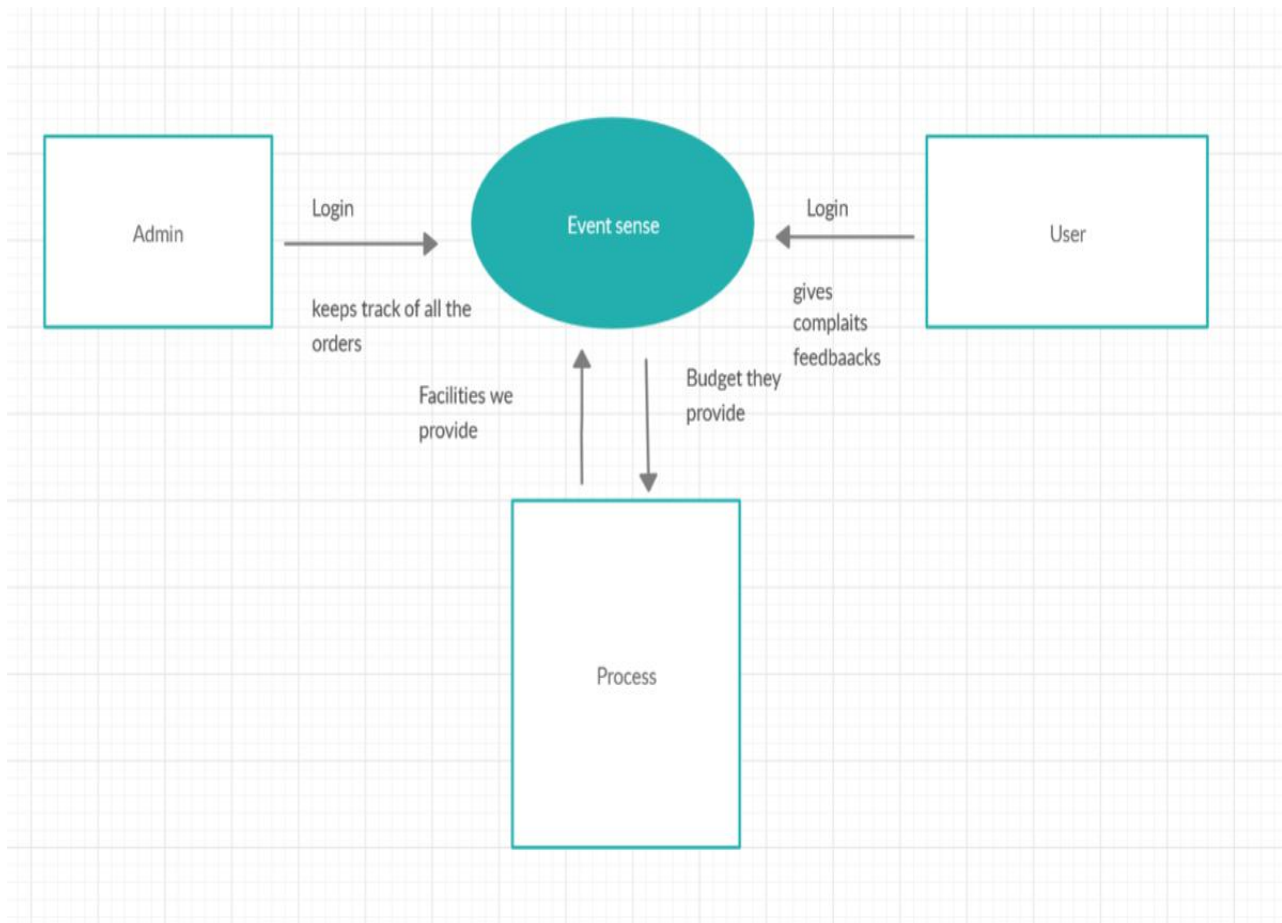 Admin
Login
keeps track of all the
orders
Event sense
Login
gives
complaits
feedbaacks
User
Facilities we
provide
Budget they
provide
Process